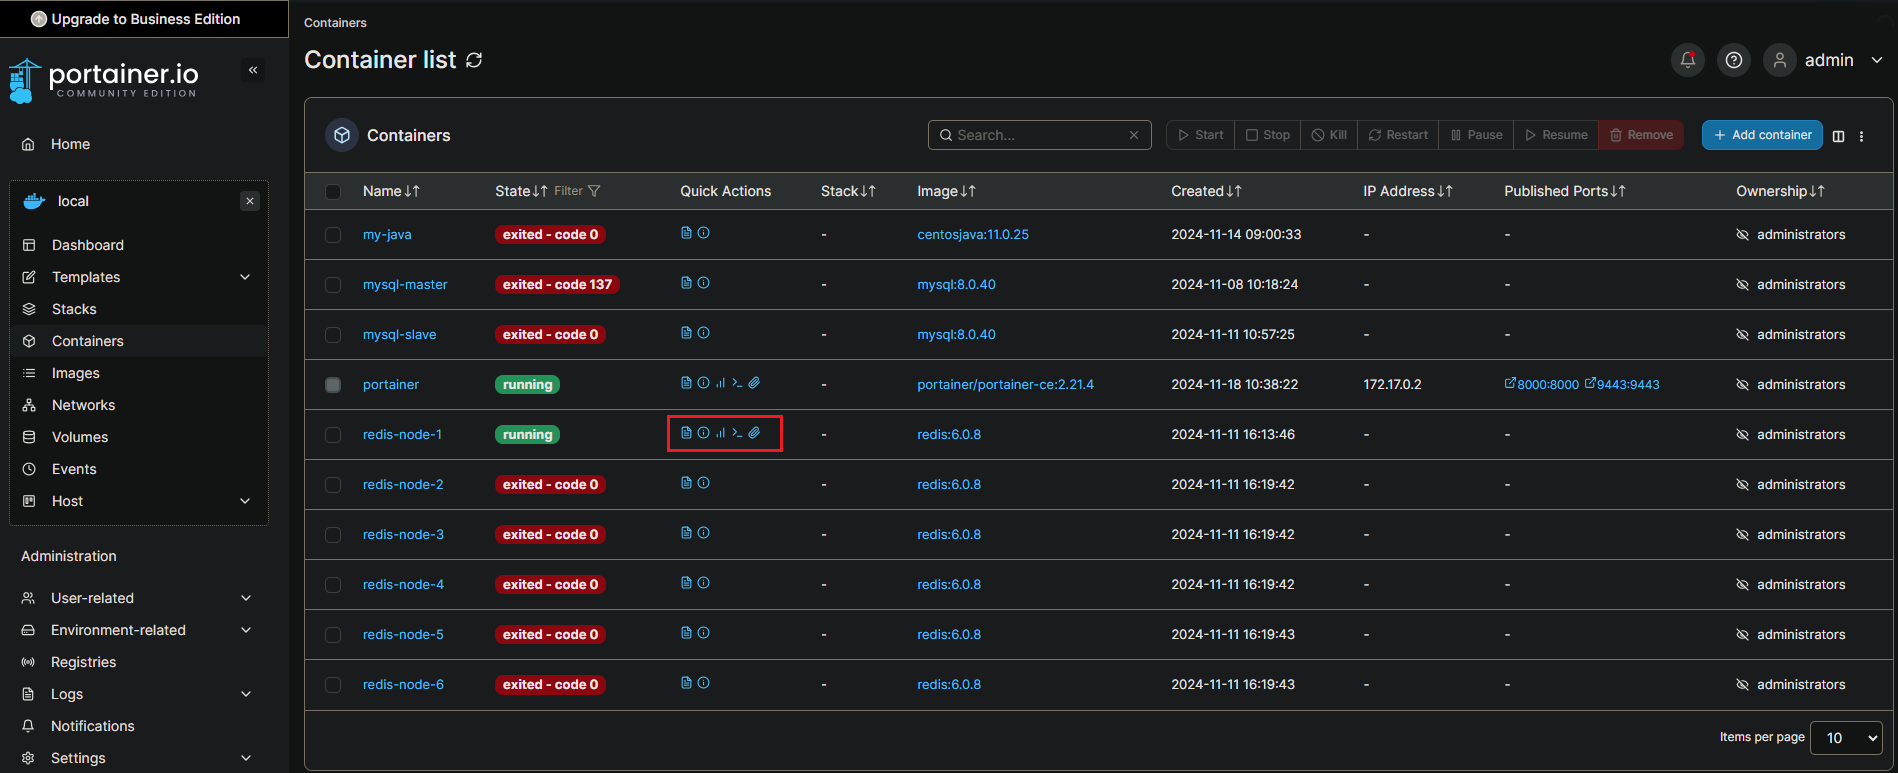 Upgrade to Business Edition
portainer.io
COMMUNITY EDITION
Home
local
Dashboard
Templates
Stacks
Containers
Images
Networks
Volumes
Events
Host
Administration
User-related
Environment-related
Registries
Logs
Notifications
Settings
Containers
Container list
admin
Containers
Search...
Start Stop Kill Restart Pause Resume Remove
Add container
Name State Filter Quick Actions Stack Image Created IP Address Published Ports Ownership
my-java exited - code 0 - centosjava:11.0.25 2024-11-14 09:00:33 - - administrators
mysql-master exited - code 137 - mysql:8.0.40 2024-11-08 10:18:24 - - administrators
mysql-slave exited - code 0 - mysql:8.0.40 2024-11-11 10:57:25 - - administrators
portainer running - portainer/portainer-ce:2.21.4 2024-11-18 10:38:22 172.17.0.2 8000:8000 9443:9443 administrators
redis-node-1 running - redis:6.0.8 2024-11-11 16:13:46 - - administrators
redis-node-2 exited - code 0 - redis:6.0.8 2024-11-11 16:19:42 - - administrators
redis-node-3 exited - code 0 - redis:6.0.8 2024-11-11 16:19:42 - - administrators
redis-node-4 exited - code 0 - redis:6.0.8 2024-11-11 16:19:42 - - administrators
redis-node-5 exited - code 0 - redis:6.0.8 2024-11-11 16:19:43 - - administrators
redis-node-6 exited - code 0 - redis:6.0.8 2024-11-11 16:19:43 - - administrators
Items per page 10